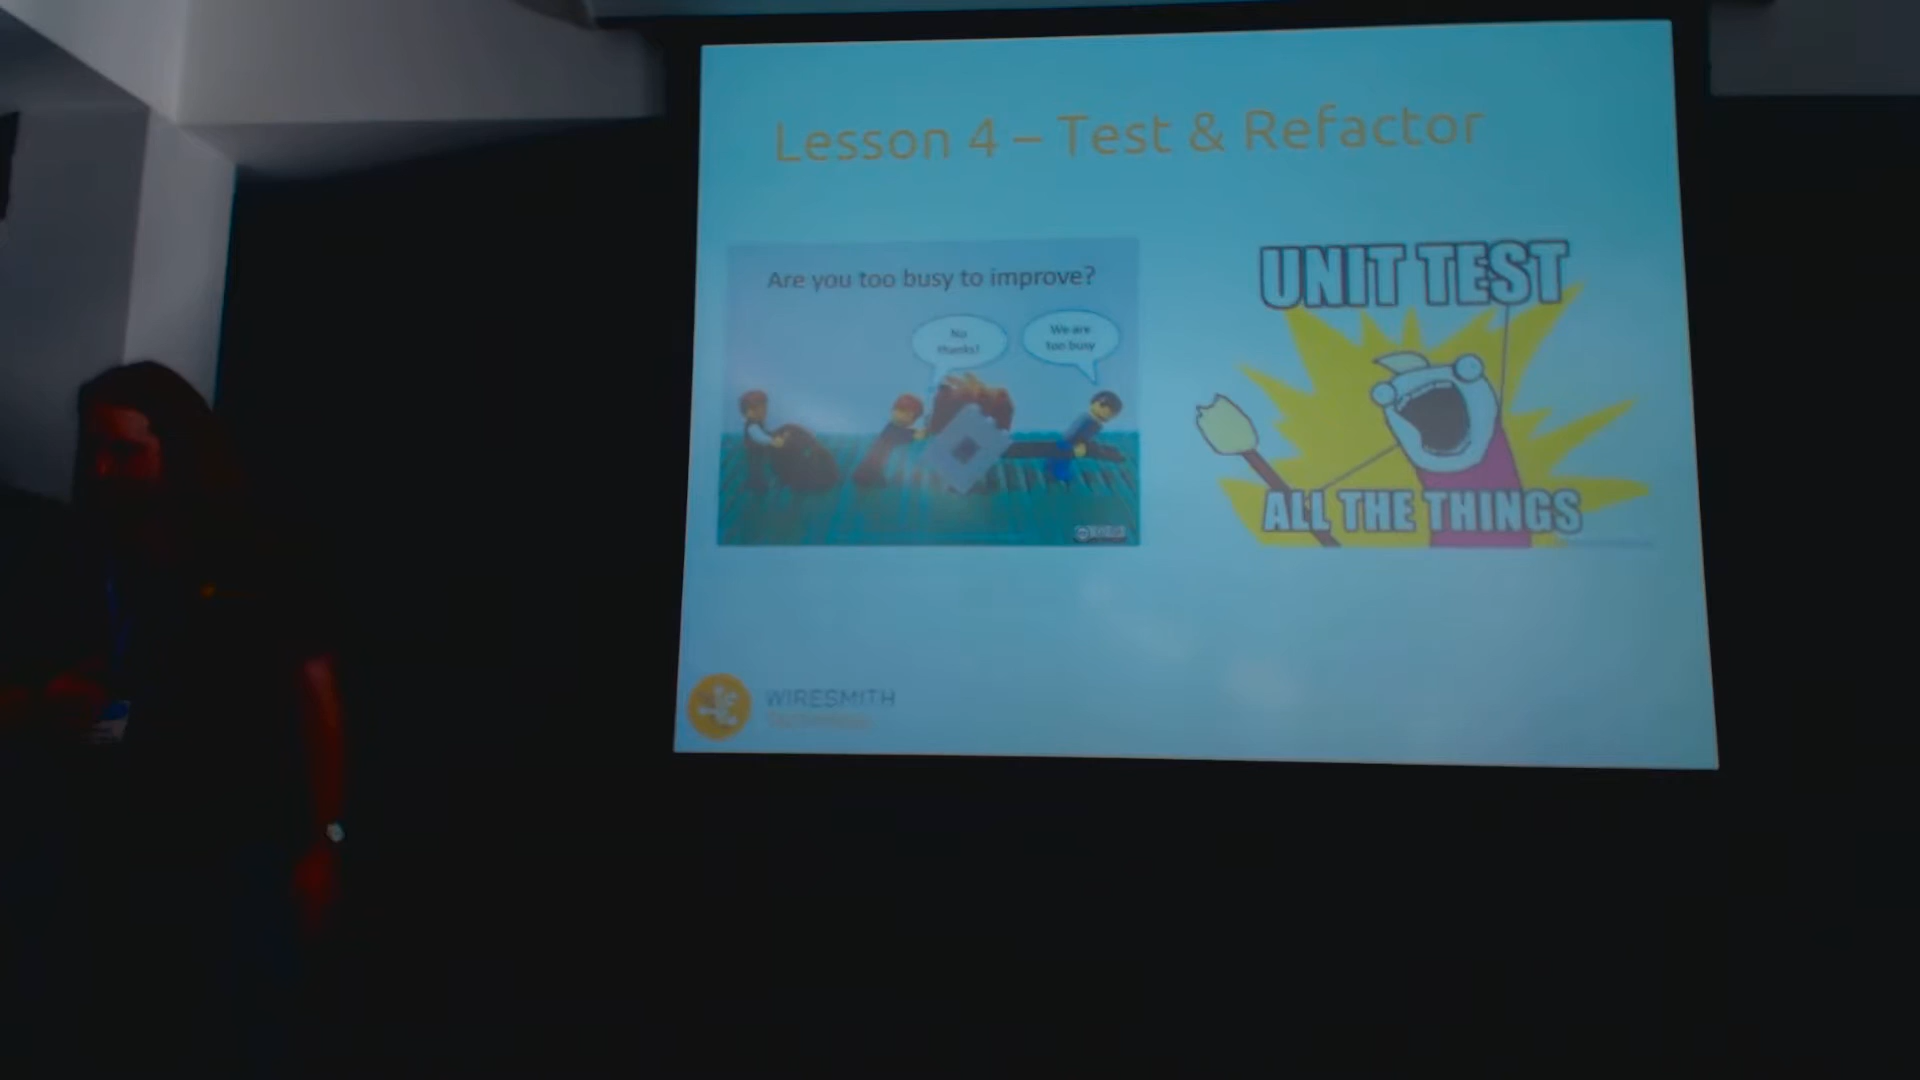 Lesson 4 – Test & Refactor
Are you too busy to improve?
No
thanks!
We are
too busy
UNIT TEST
ALL THE THINGS
WIRESMITH